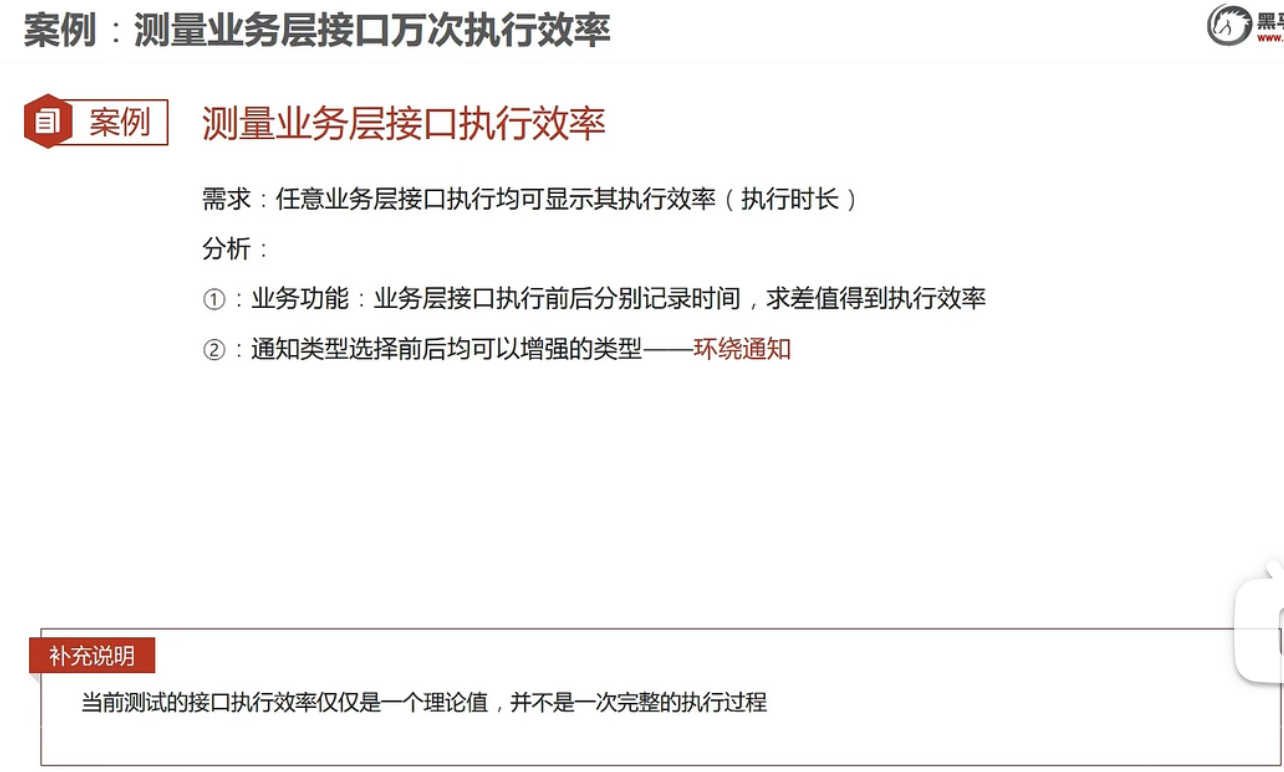 案例：测量业务层接口万次执行效率
案例
测量业务层接口执行效率
需求：任意业务层接口执行均可显示其执行效率（执行时长）
分析：
①：业务功能：业务层接口执行前后分别记录时间，求差值得到执行效率
②：通知类型选择前后均可以增强的类型——环绕通知
补充说明
当前测试的接口执行效率仅仅是一个理论值，并不是一次完整的执行过程
黑
www.